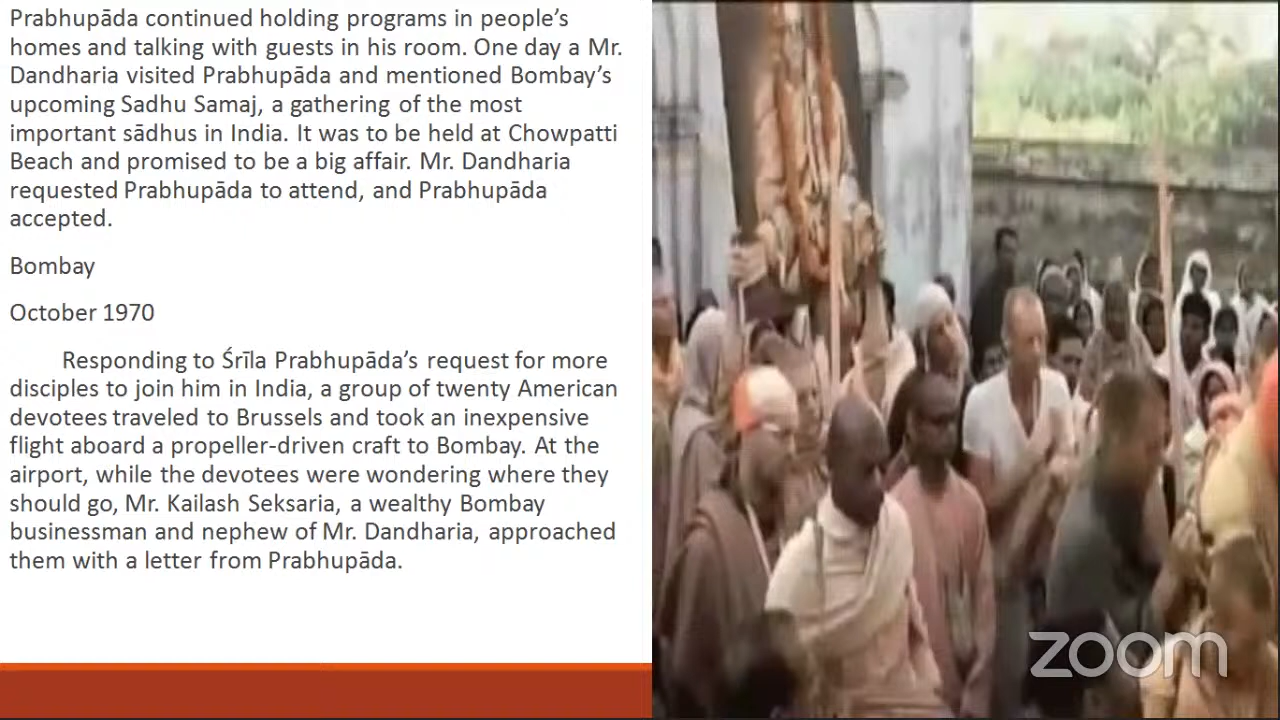 Prabhupāda continued holding programs in people’s
homes and talking with guests in his room. One day a Mr.
Dandharia visited Prabhupāda and mentioned Bombay’s
upcoming Sadhu Samaj, a gathering of the most
important sādhus in India. It was to be held at Chowpatti
Beach and promised to be a big affair. Mr. Dandharia
requested Prabhupāda to attend, and Prabhupāda
accepted.
Bombay
October 1970
Responding to Śrīla Prabhupāda’s request for more
disciples to join him in India, a group of twenty American
devotees traveled to Brussels and took an inexpensive
flight aboard a propeller-driven craft to Bombay. At the
airport, while the devotees were wondering where they
should go, Mr. Kailash Seksaria, a wealthy Bombay
businessman and nephew of Mr. Dandharia, approached
them with a letter from Prabhupāda.
zoom